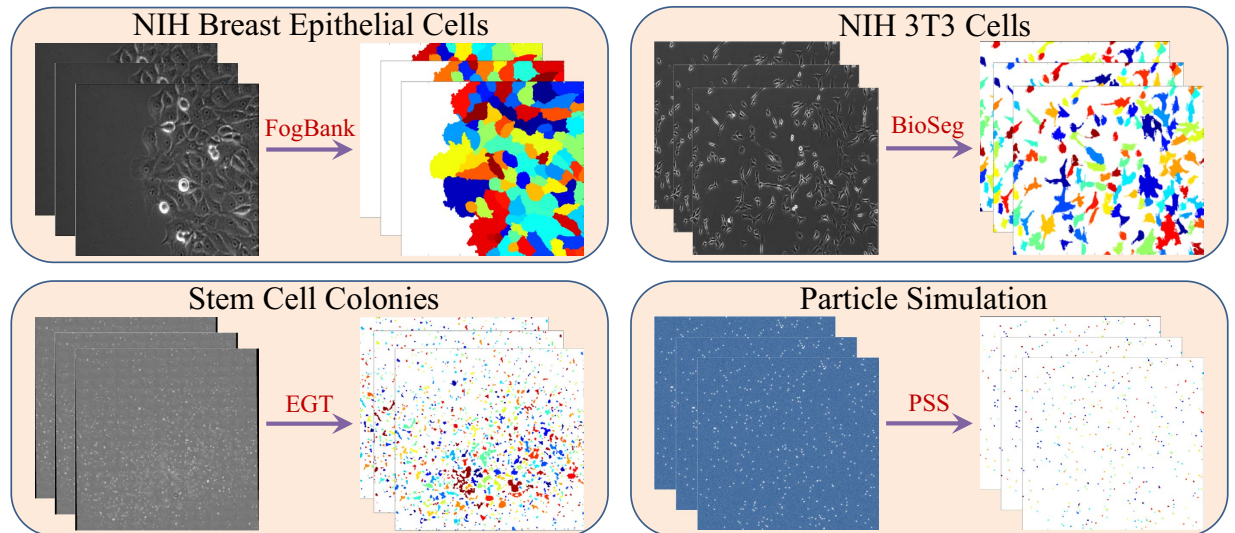 NIH Breast Epithelial Cells
FogBank
NIH 3T3 Cells
BioSeg
Stem Cell Colonies
EGT
Particle Simulation
PSS